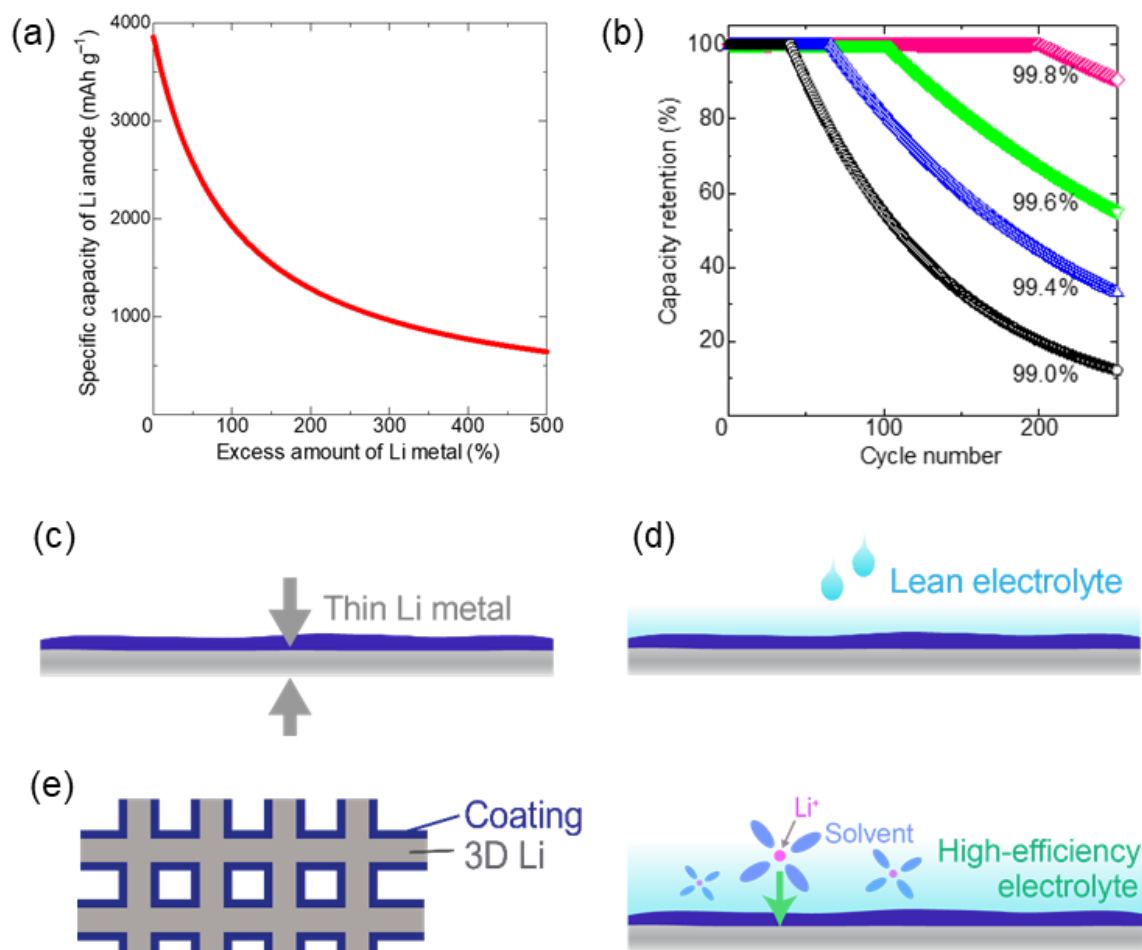 (a)
Specific capacity of Li anode (mAh g⁻¹)
4000
3000
2000
1000
0
100
200
300
400
500
Excess amount of Li metal (%)
(b)
Capacity retention (%)
100
80
60
40
20
99.8%
99.6%
99.4%
99.0%
0
100
200
Cycle number
(c)
Thin Li metal
(d)
Lean electrolyte
(e)
Coating
3D Li
Li⁺
Solvent
High-efficiency
electrolyte